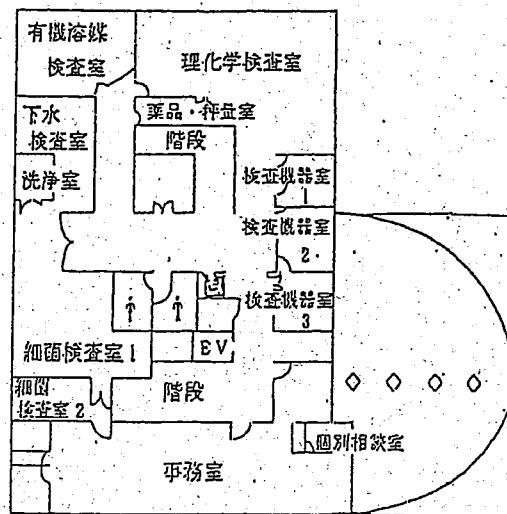 有機溶媒
検査室
理化学検査室
下水
検査室
薬品・秤量室
階段
洗浄室
検査機器室
1
検査機器室
2
検査機器室
3
EV
細菌検査室1
細菌
検査室2
階段
個別相談室
事務室